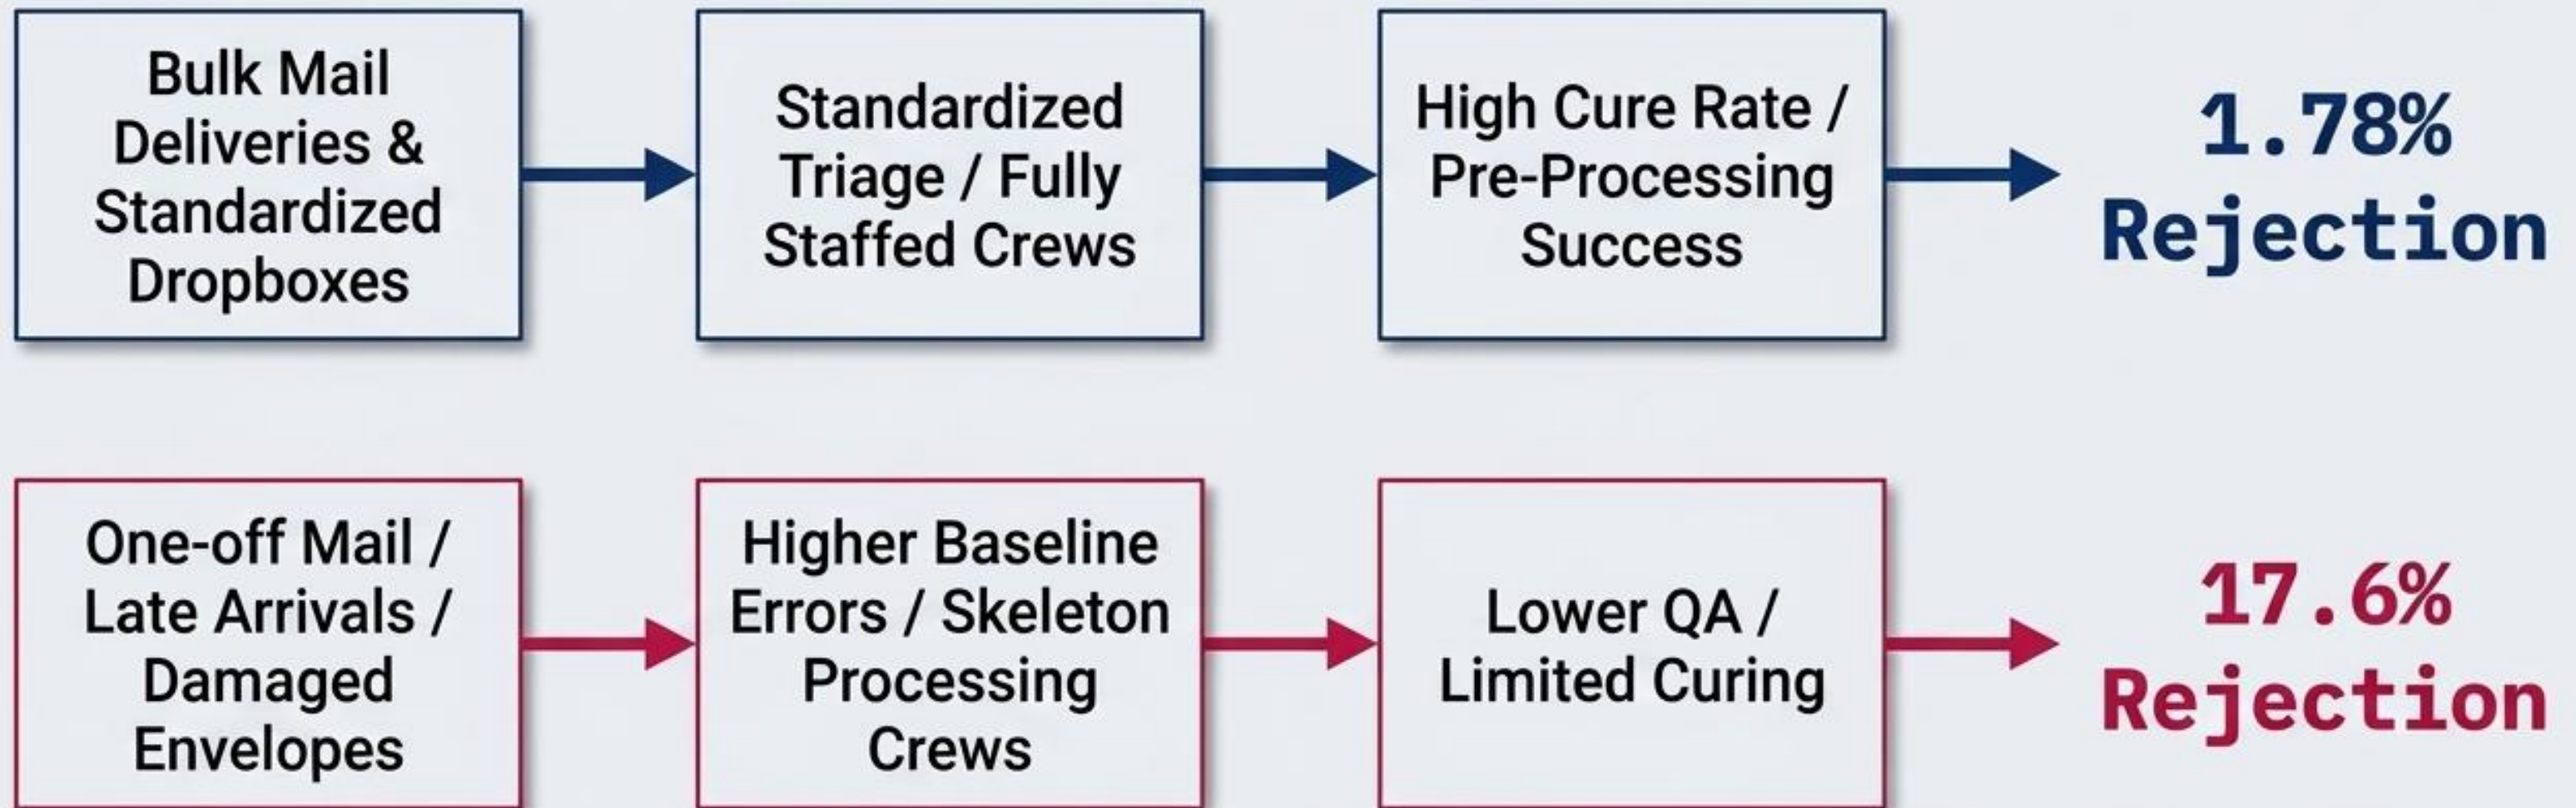 Bulk Mail
Deliveries &
Standardized
Dropboxes
Standardized
Triage / Fully
Staffed Crews
High Cure Rate /
Pre-Processing
Success
1.78%
Rejection
One-off Mail /
Late Arrivals /
Damaged
Envelopes
Higher Baseline
Errors / Skeleton
Processing
Crews
Lower QA /
Limited Curing
17.6%
Rejection